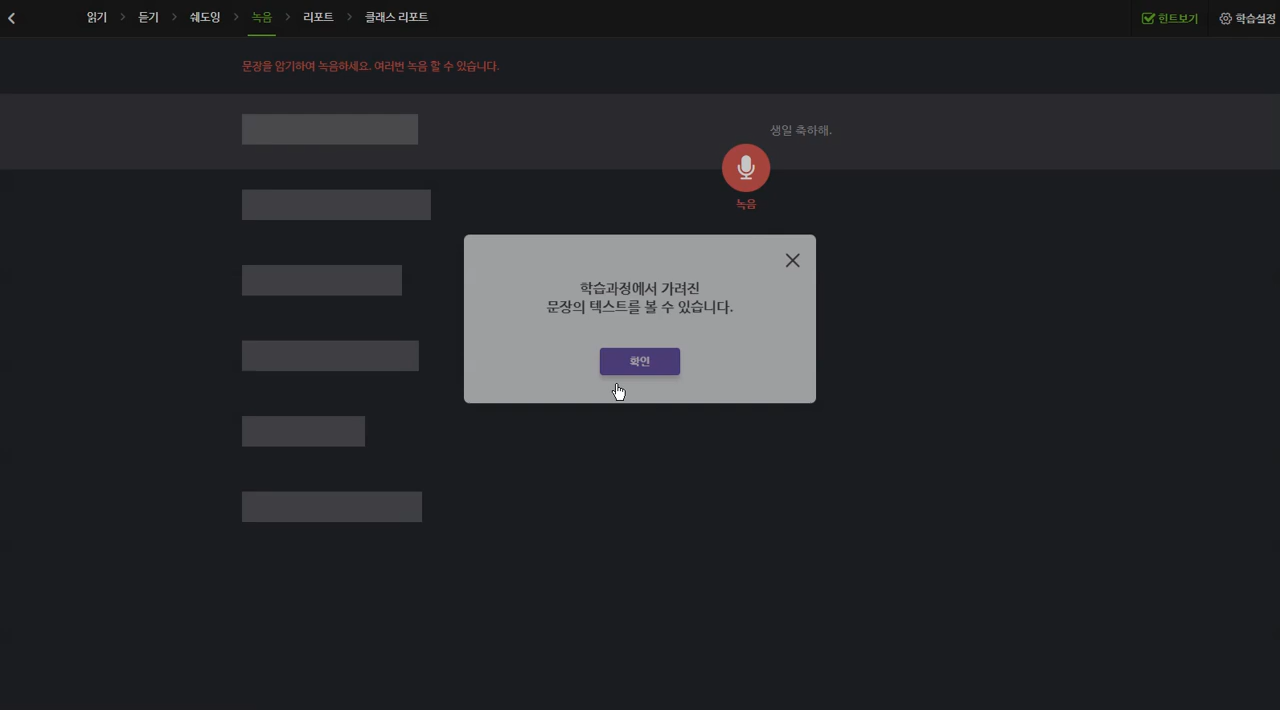 읽기 > 듣기 > 쉐도잉 > 녹음 > 리포트 > 클래스 리포트
힌트보기
학습설정
문장을 암기하여 녹음하세요. 여러번 녹음 할 수 있습니다.
생일 축하해.
녹음
학습과정에서 가려진
문장의 텍스트를 볼 수 있습니다.
확인